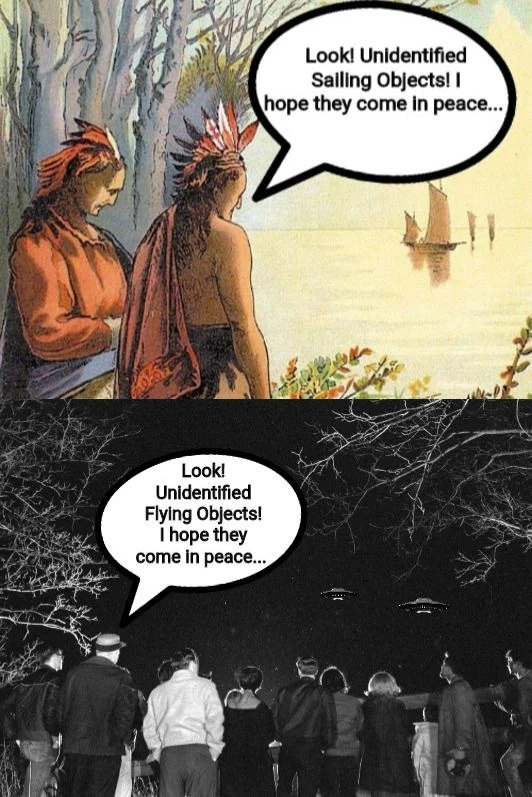 Look! Unidentified
Sailing Objects! I
hope they come in peace...
Look!
Unidentified
Flying Objects!
I hope they
come in peace...